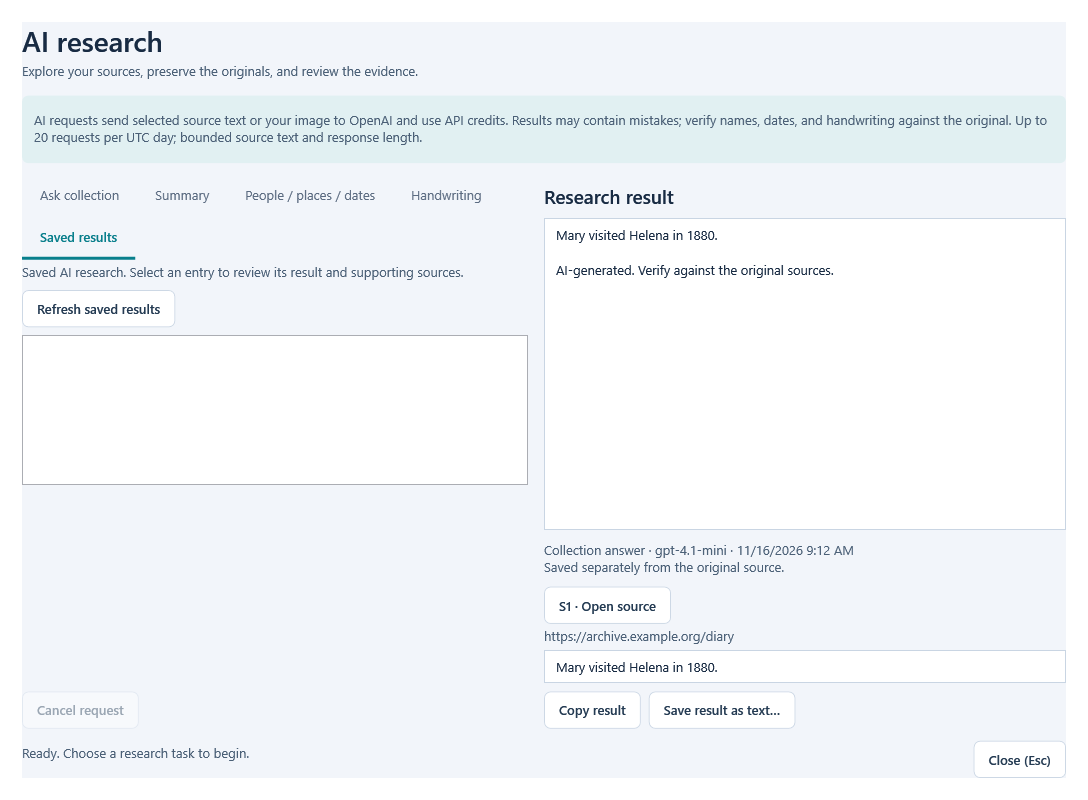 AI research
Explore your sources, preserve the originals, and review the evidence.
AI requests send selected source text or your image to OpenAI and use API credits. Results may contain mistakes; verify names, dates, and handwriting against the original. Up to
20 requests per UTC day; bounded source text and response length.
Ask collection Summary People / places / dates Handwriting
Saved results
Saved AI research. Select an entry to review its result and supporting sources.
Refresh saved results
Cancel request
Ready. Choose a research task to begin.
Research result
Mary visited Helena in 1880.
AI-generated. Verify against the original sources.
Collection answer · gpt-4.1-mini · 11/16/2026 9:12 AM
Saved separately from the original source.
S1 · Open source
https://archive.example.org/diary
Mary visited Helena in 1880.
Copy result Save result as text...
Close (Esc)